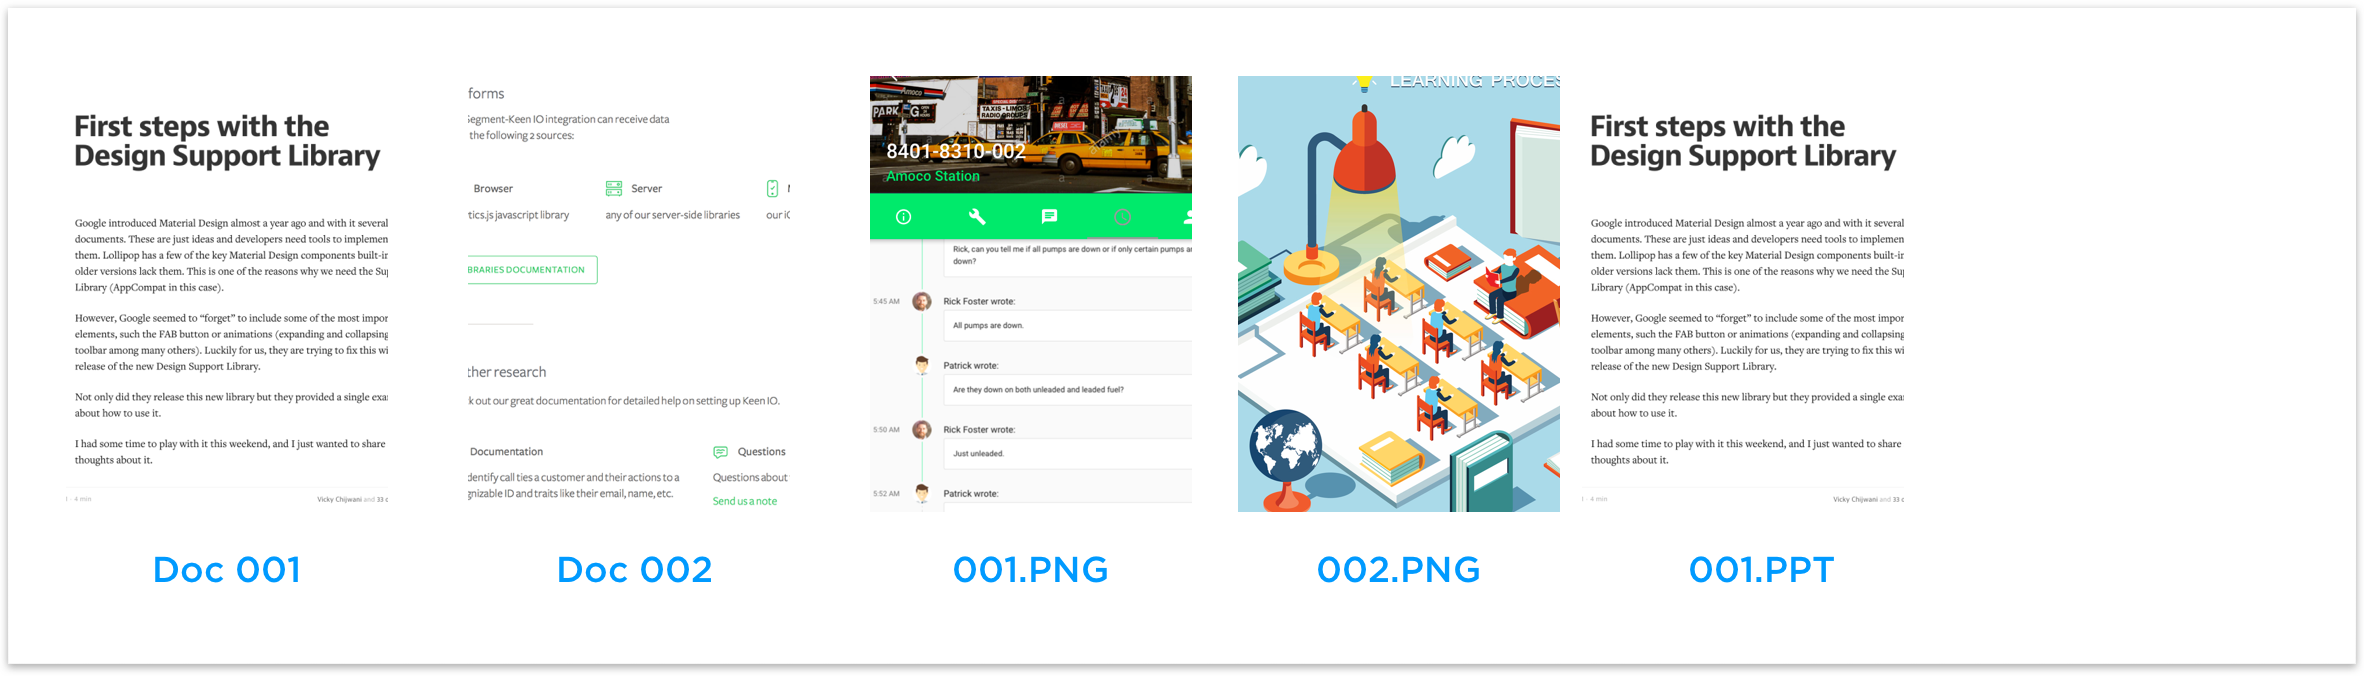 First steps with the
Design Support Library
Google introduced Material Design almost a year ago and with it several
documents. These are just ideas and developers need tools to implemen
them. Lollipop has a few of the key Material Design components built-in
older versions lack them. This is one of the reasons why we need the Sup
Library (AppCompat in this case).
However, Google seemed to “forget” to include some of the most impor
elements, such the FAB button or animations (expanding and collapsing
toolbar among many others). Luckily for us, they are trying to fix this wi
release of the new Design Support Library.
Not only did they release this new library but they provided a single exa
about how to use it.
I had some time to play with it this weekend, and I just wanted to share
thoughts about it.
· 4 min
Vicky Chijwani and 33 o
Doc 001
forms
Segment-Keen IO integration can receive data
the following 2 sources:
Browser
Server
tics.js javascript library
any of our server-side libraries
our iO
BRARIES DOCUMENTATION
ther research
k out our great documentation for detailed help on setting up Keen IO.
Documentation
Questions
dentify call ties a customer and their actions to a
gnizable ID and traits like their email, name, etc.
Questions about
Send us a note
Doc 002
Amoco
PARK
G
TAXIS-LIMOS
RADIO GROUPS
8401-8310-002
Amoco Station
Rick, can you tell me if all pumps are down or if only certain pumps ar
down?
5:45 AM
Rick Foster wrote:
All pumps are down.
Patrick wrote:
Are they down on both unleaded and leaded fuel?
5:50 AM
Rick Foster wrote:
Just unleaded.
5:52 AM
Patrick wrote:
001.PNG
LEARNING PROCES
002.PNG
First steps with the
Design Support Library
Google introduced Material Design almost a year ago and with it several
documents. These are just ideas and developers need tools to implemen
them. Lollipop has a few of the key Material Design components built-in
older versions lack them. This is one of the reasons why we need the Sup
Library (AppCompat in this case).
However, Google seemed to “forget” to include some of the most impor
elements, such the FAB button or animations (expanding and collapsing
toolbar among many others). Luckily for us, they are trying to fix this wi
release of the new Design Support Library.
Not only did they release this new library but they provided a single exa
about how to use it.
I had some time to play with it this weekend, and I just wanted to share
thoughts about it.
· 4 min
Vicky Chijwani and 33 o
001.PPT